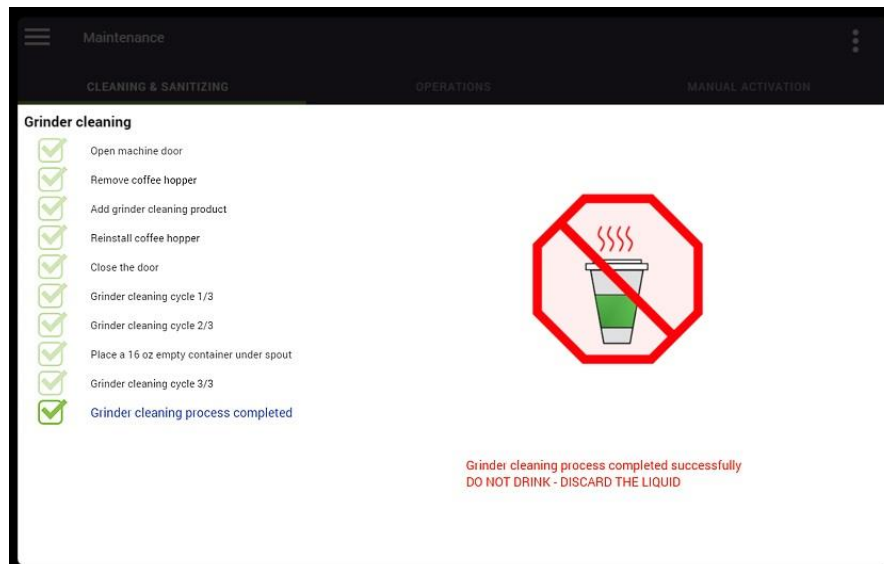 Maintenance
CLEANING & SANITIZING
OPERATIONS
MANUAL ACTIVATION
Grinder cleaning
Open machine door
Remove coffee hopper
Add grinder cleaning product
Reinstall coffee hopper
Close the door
Grinder cleaning cycle 1/3
Grinder cleaning cycle 2/3
Place a 16 oz empty container under spout
Grinder cleaning cycle 3/3
Grinder cleaning process completed
Grinder cleaning process completed successfully
DO NOT DRINK - DISCARD THE LIQUID